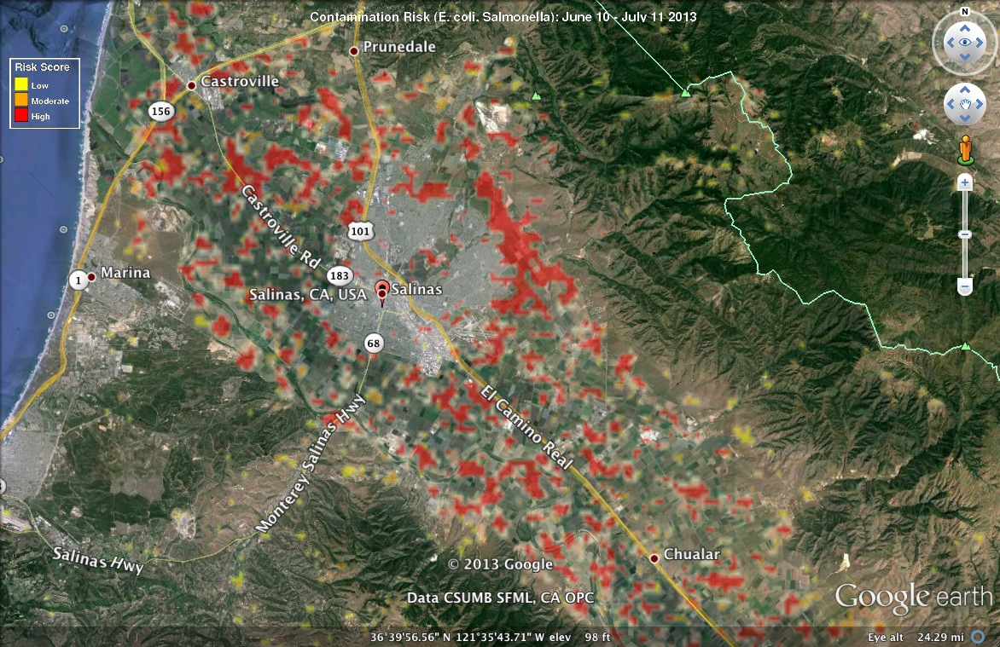 Contamination Risk (E. coli, Salmonella): June 10 - July 11 2013
N
Risk Score
Low
Moderate
High
Prunedale
Castroville
156
Castroville Rd
101
1
Marina
183
Salinas
Salinas, CA, USA
68
El Camino Real
Monterey Salinas Hwy
Salinas Hwy
Chualar
© 2013 Google
Data CSUMB SFML, CA OPC
Google earth
36°39'56.56" N 121°35'43.71" W elev 98 ft
Eye alt 24.29 mi